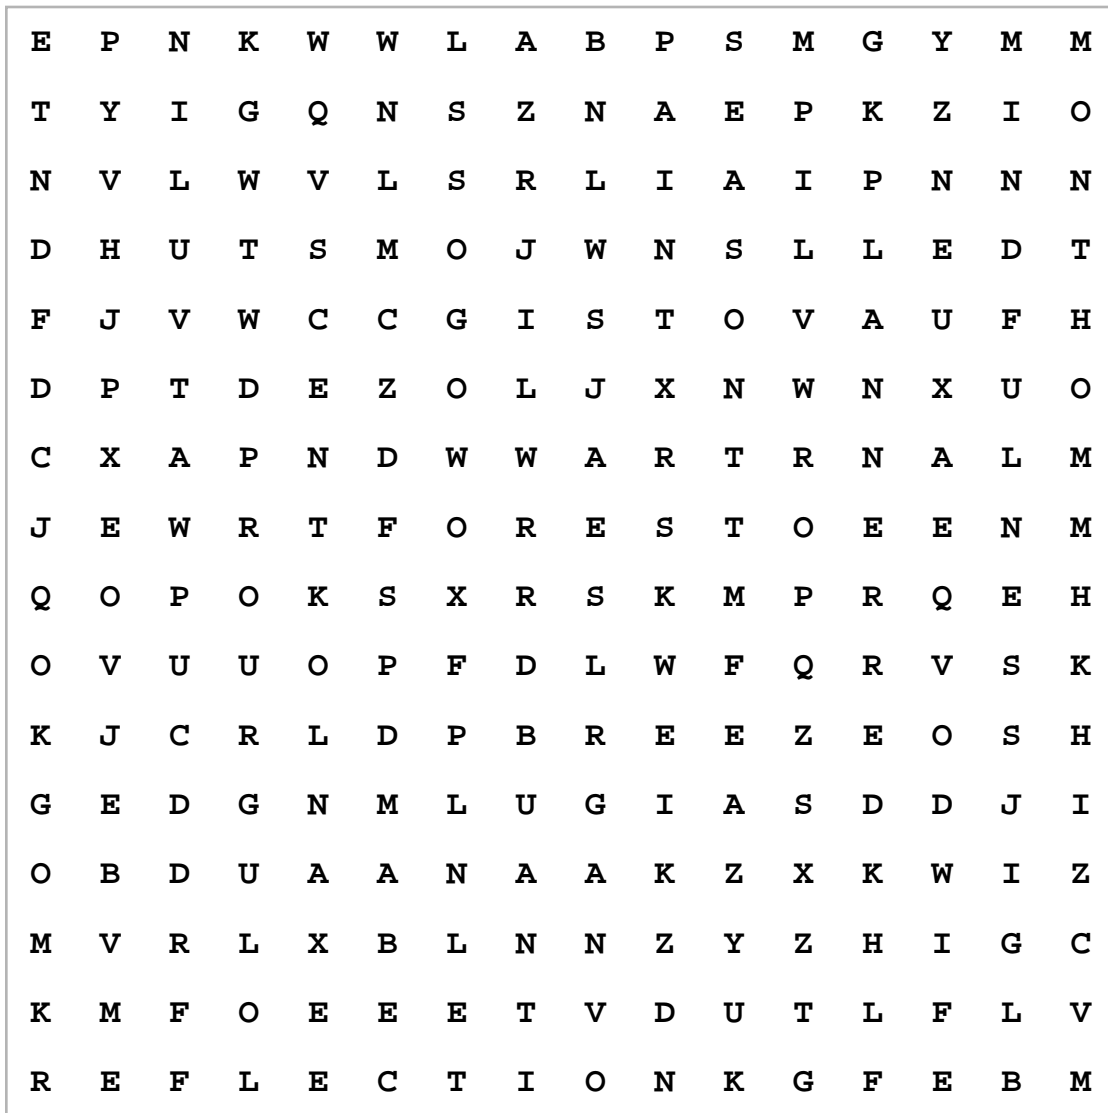 E P N K W W L A B P S M G Y M M
T Y I G Q N S Z N A E P K Z I O
N V L W V L S R L I A I P N N N
D H U T S M O J W N S L L E D T
F J V W C C G I S T O V A U F H
D P T D E Z O L J X N W N X U O
C X A P N D W W A R T R N A L M
J E W R T F O R E S T O E E N M
Q O P O K S X R S K M P R Q E H
O V U U O P F D L W F Q R V S K
K J C R L D P B R E E Z E O S H
G E D G N M L U G I A S D D J I
O B D U A A N A A K Z X K W I Z
M V R L X B L N N Z Y Z H I G C
K M F O E E E T V D U T L F L V
R E F L E C T I O N K G F E B M